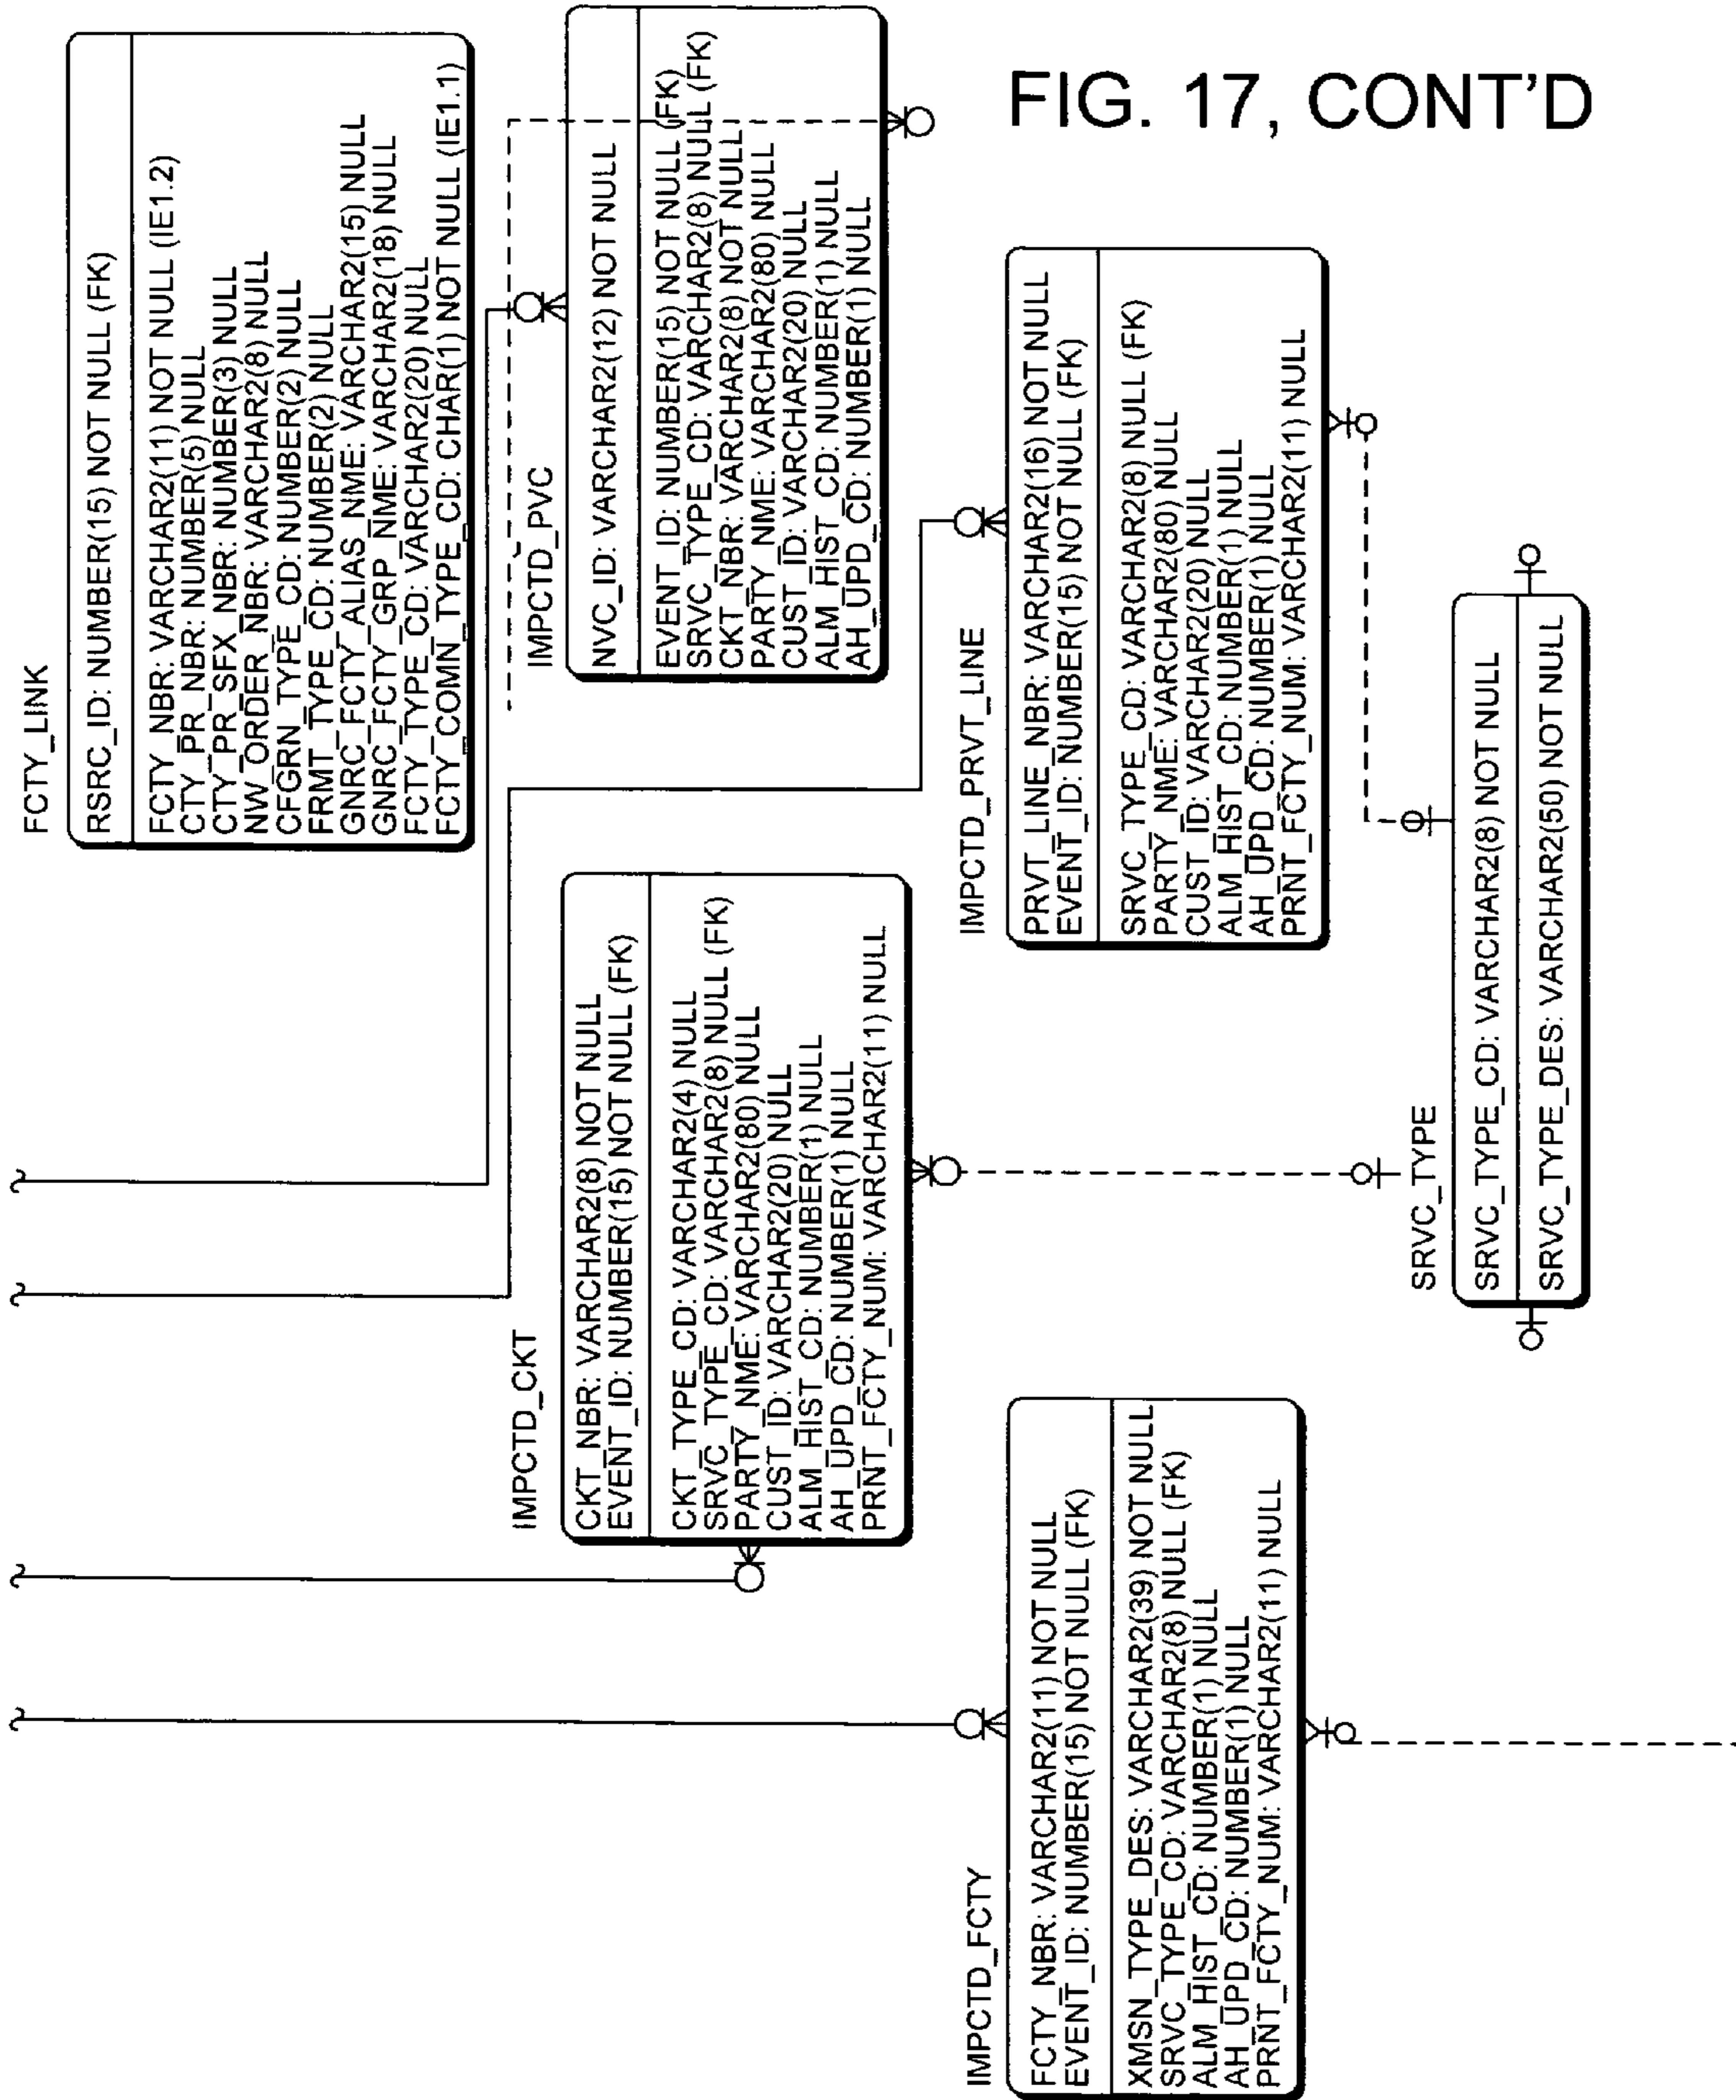 FIG. 17, CONT'D
FCTY_LINK
RSRC_ID: NUMBER(15) NOT NULL (FK)
FCTY_NBR: VARCHAR2(11) NOT NULL (IE1.2)
CTY_PR_NBR: NUMBER(5) NULL
CTY_PR_SFX_NBR: NUMBER(3) NULL
NW_ORDER_NBR: VARCHAR2(8) NULL
CFGRN_TYPE_CD: NUMBER(2) NULL
FRMT_TYPE_CD: NUMBER(2) NULL
GNRC_FCTY_ALIAS_NME: VARCHAR2(15) NULL
GNRC_FCTY_GRP_NME: VARCHAR2(18) NULL
FCTY_TYPE_CD: VARCHAR2(20) NULL
FCTY_COMN_TYPE_CD: CHAR(1) NOT NULL (IE1.1)
IMPCTD_PVC
NVC_ID: VARCHAR2(12) NOT NULL
EVENT_ID: NUMBER(15) NOT NULL (FK)
SRVC_TYPE_CD: VARCHAR2(8) NULL (FK)
CKT_NBR: VARCHAR2(8) NOT NULL
PARTY_NME: VARCHAR2(80) NULL
CUST_ID: VARCHAR2(20) NULL
ALM_HIST_CD: NUMBER(1) NULL
AH_UPD_CD: NUMBER(1) NULL
IMPCTD_CKT
CKT_NBR: VARCHAR2(8) NOT NULL
EVENT_ID: NUMBER(15) NOT NULL (FK)
CKT_TYPE_CD: VARCHAR2(4) NULL
SRVC_TYPE_CD: VARCHAR2(8) NULL (FK)
PARTY_NME: VARCHAR2(80) NULL
CUST_ID: VARCHAR2(20) NULL
ALM_HIST_CD: NUMBER(1) NULL
AH_UPD_CD: NUMBER(1) NULL
PRNT_FCTY_NUM: VARCHAR2(11) NULL
IMPCTD_PRVT_LINE
PRVT_LINE_NBR: VARCHAR2(16) NOT NULL
EVENT_ID: NUMBER(15) NOT NULL (FK)
SRVC_TYPE_CD: VARCHAR2(8) NULL (FK)
PARTY_NME: VARCHAR2(80) NULL
CUST_ID: VARCHAR2(20) NULL
ALM_HIST_CD: NUMBER(1) NULL
AH_UPD_CD: NUMBER(1) NULL
PRNT_FCTY_NUM: VARCHAR2(11) NULL
IMPCTD_FCTY
FCTY_NBR: VARCHAR2(11) NOT NULL
EVENT_ID: NUMBER(15) NOT NULL (FK)
XMSN_TYPE_DES: VARCHAR2(39) NOT NULL
SRVC_TYPE_CD: VARCHAR2(8) NULL (FK)
ALM_HIST_CD: NUMBER(1) NULL
AH_UPD_CD: NUMBER(1) NULL
PRNT_FCTY_NUM: VARCHAR2(11) NULL
SRVC_TYPE
SRVC_TYPE_CD: VARCHAR2(8) NOT NULL
SRVC_TYPE_DES: VARCHAR2(50) NOT NULL